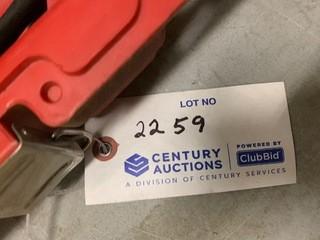 LOT NO
2259
CENTURY AUCTIONS
POWERED BY
ClubBid
A DIVISION OF CENTURY SERVICES